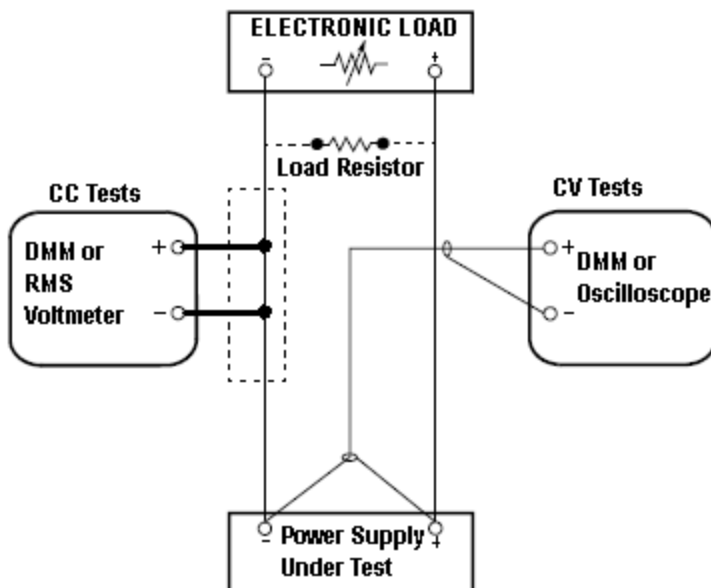 ELECTRONIC LOAD
- +
Load Resistor
CC Tests
CV Tests
DMM or
RMS
Voltmeter
+
-
+
-
DMM or
Oscilloscope
- Power Supply +
Under Test